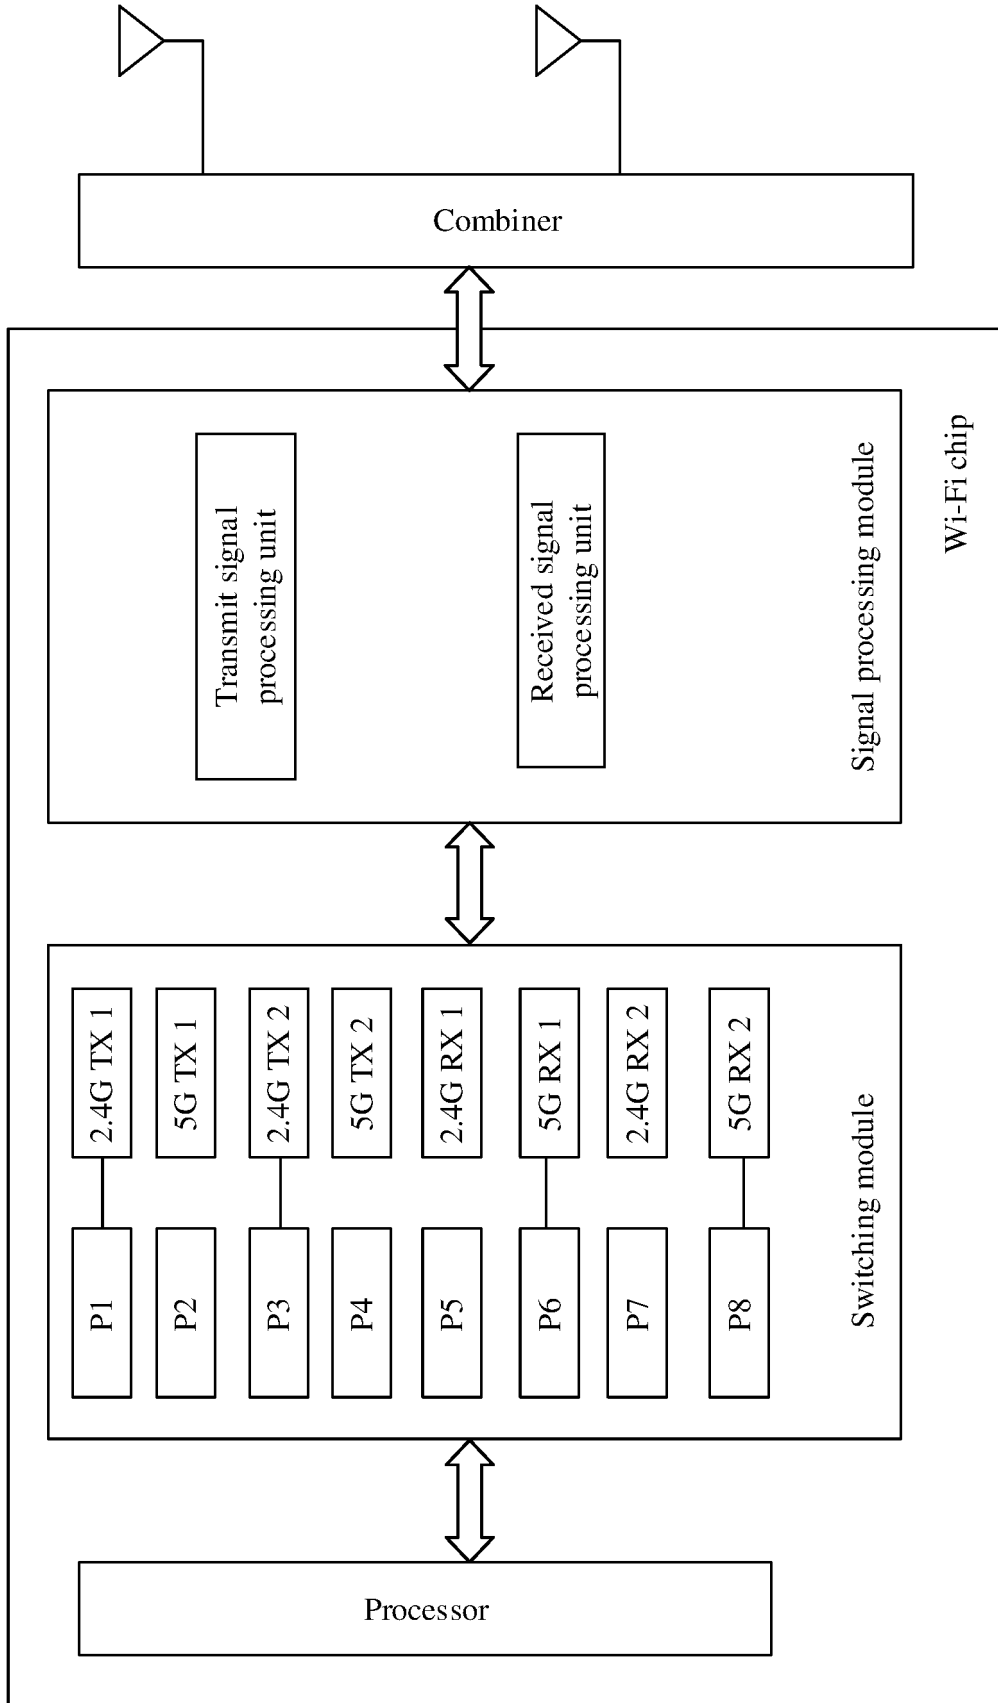 Combiner
Wi-Fi chip
Transmit signal
processing unit
Received signal
processing unit
Signal processing module
2.4G TX 1
5G TX 1
2.4G TX 2
5G TX 2
2.4G RX 1
5G RX 1
2.4G RX 2
5G RX 2
P1
P2
P3
P4
P5
P6
P7
P8
Switching module
Processor